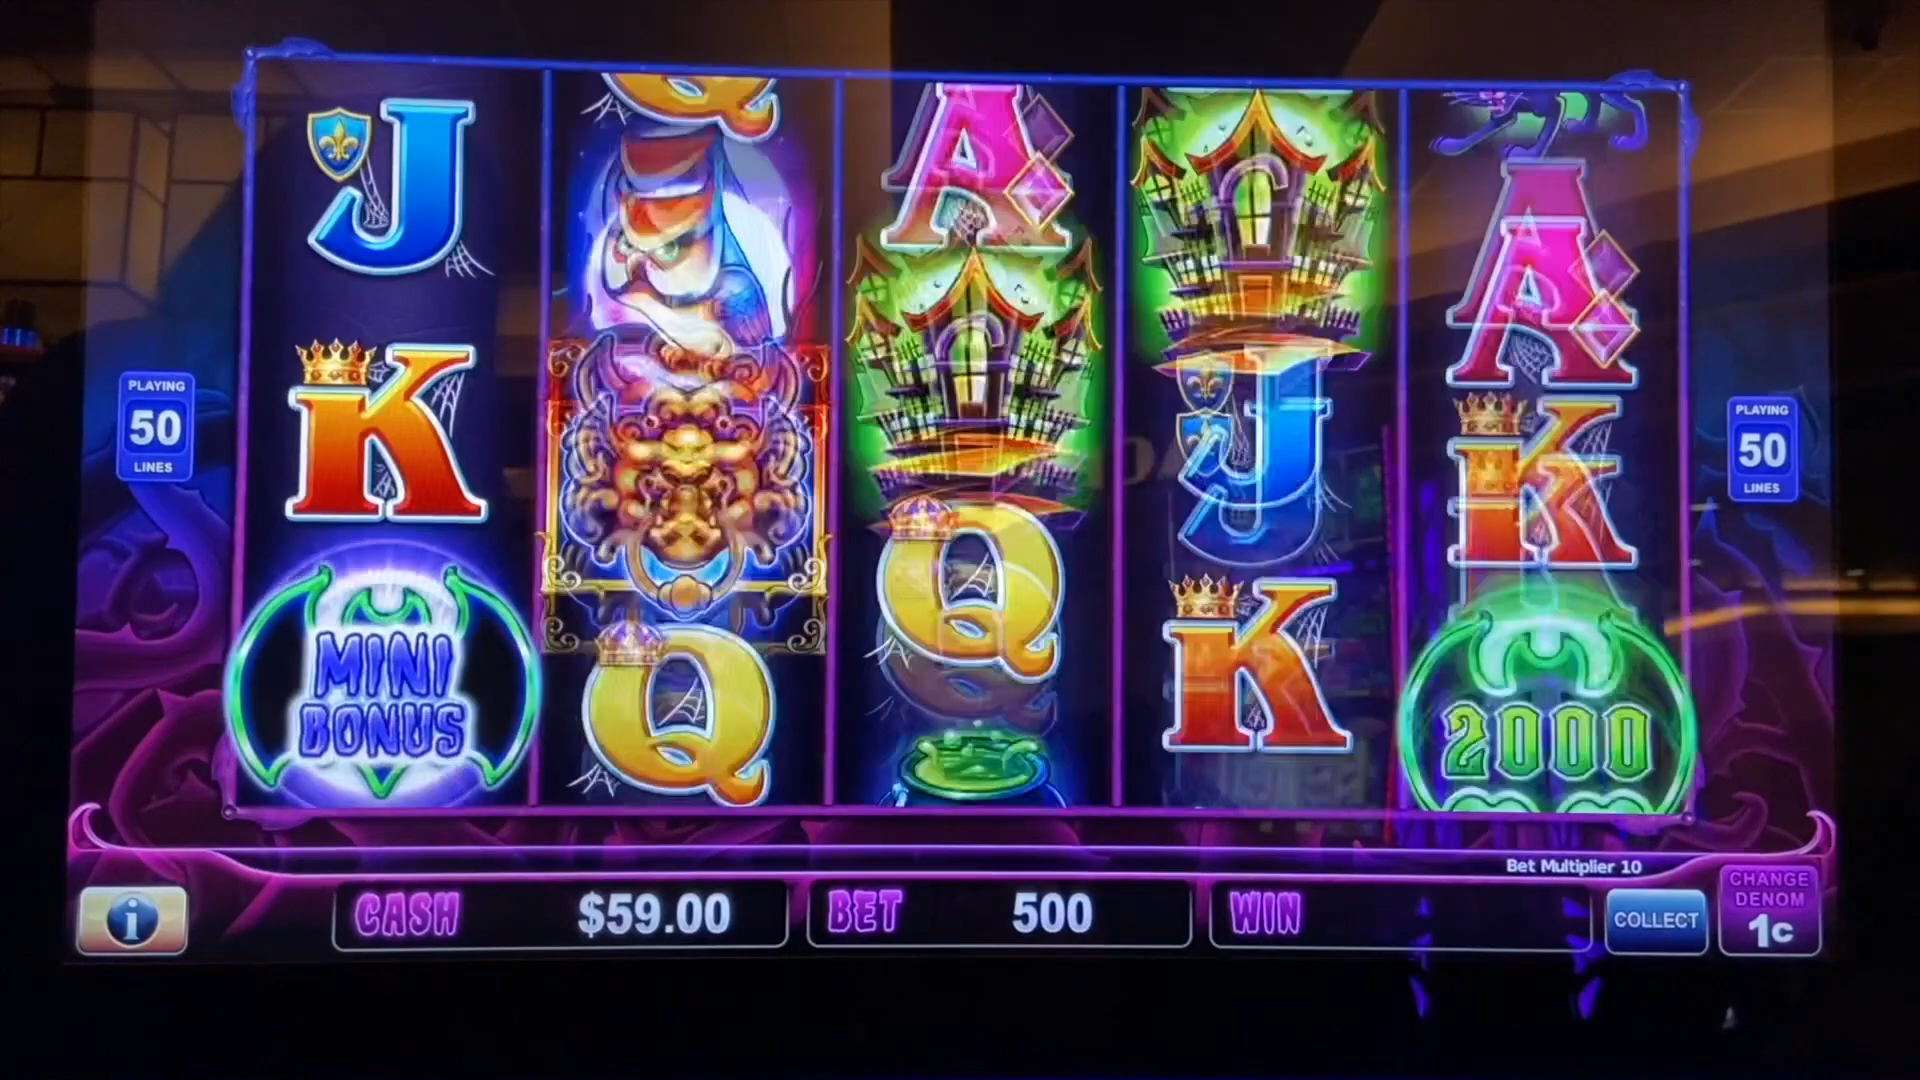 J
Q
A
A
K
J
K
Q
K
MINI
BONUS
Q
2000
PLAYING
50
LINES
PLAYING
50
LINES
Bet Multiplier 10
CASH $59.00
BET 500
WIN
COLLECT
CHANGE
DENOM
1c
i